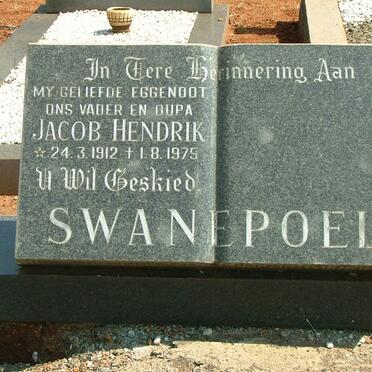 In Tere Herinnering Aan
MY GELIEFDE EGGENOOT
ONS VADER EN OUPA
JACOB HENDRIK
☆ 24.3.1912 + 1.8.1975
U Wil Geskied
SWANEPOEL